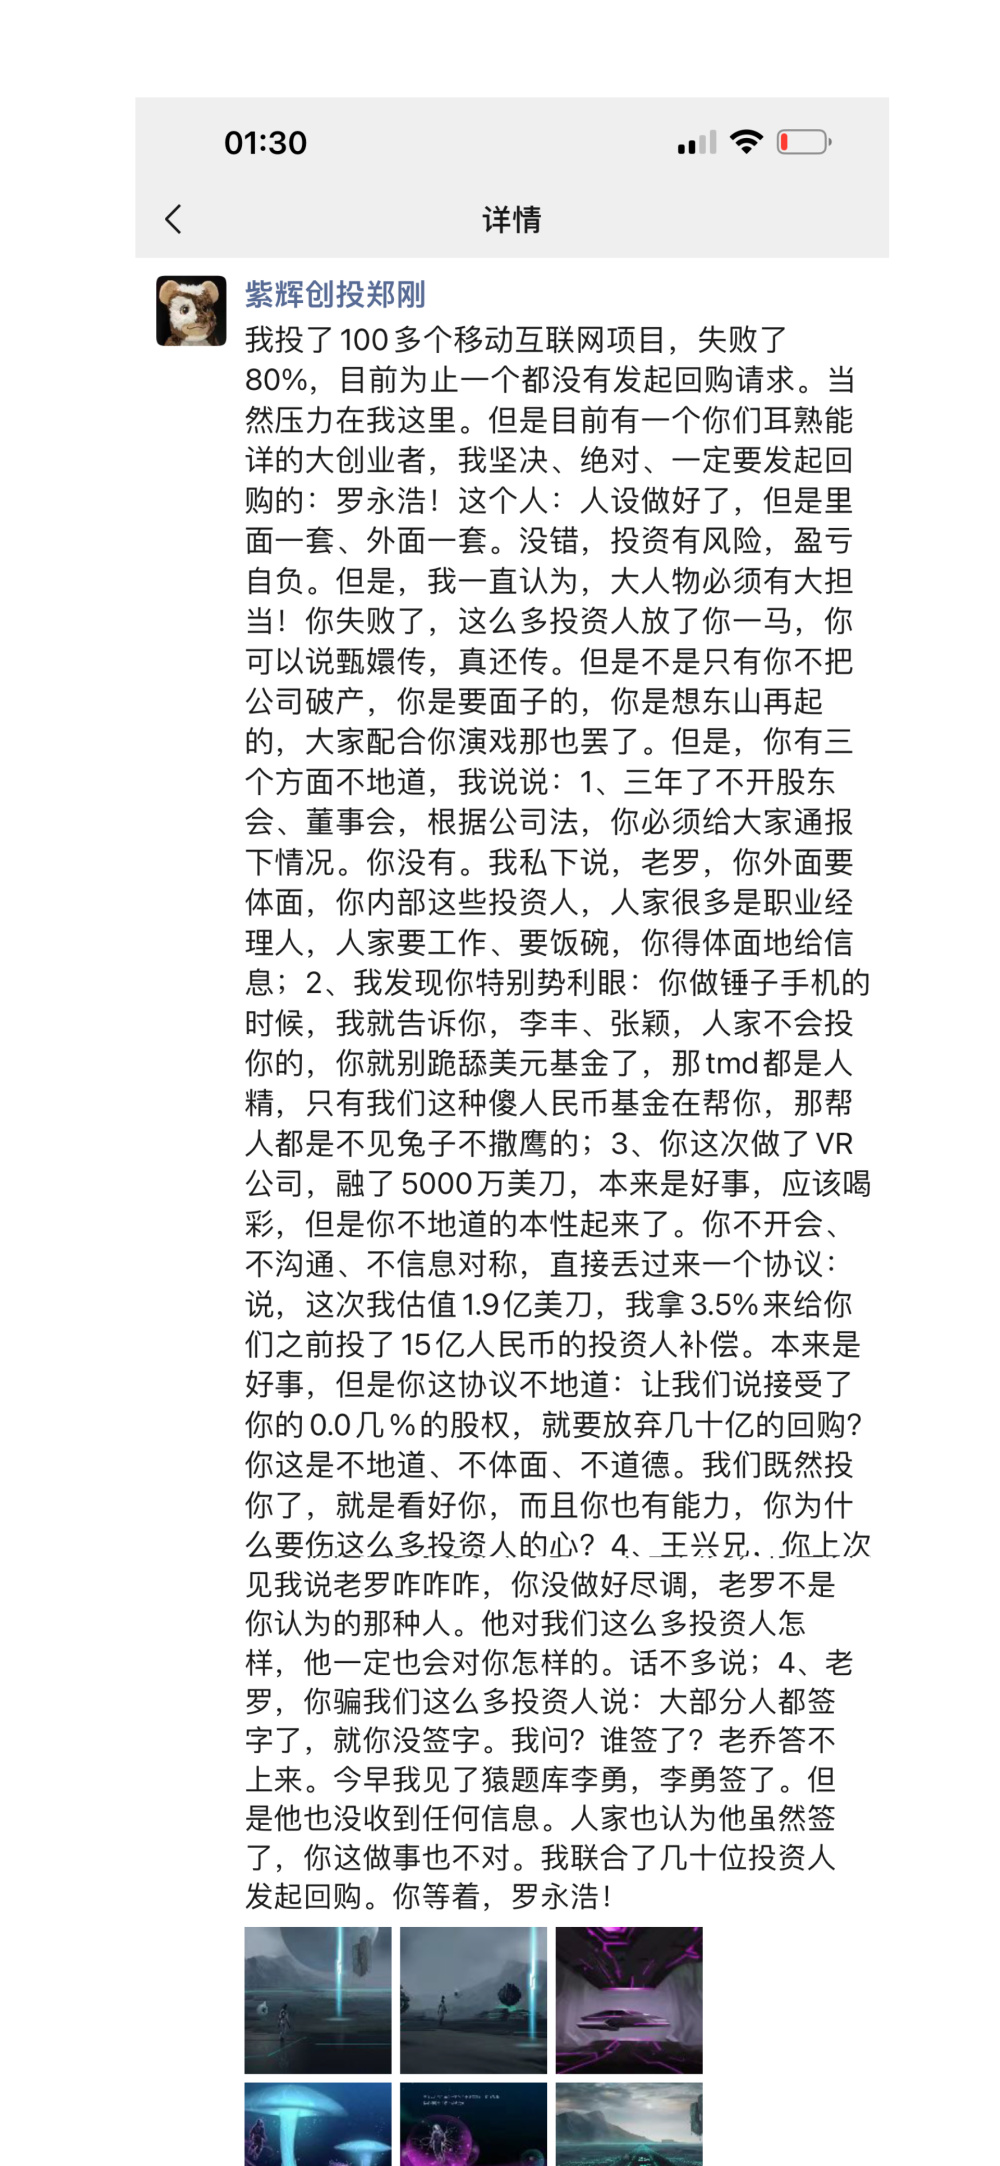 01:30
详情
紫辉创投郑刚
我投了100多个移动互联网项目，失败了
80%，目前为止一个都没有发起回购请求。当
然压力在我这里。但是目前有一个你们耳熟能
详的大创业者，我坚决、绝对、一定要发起回
购的：罗永浩！这个人：人设做好了，但是里
面一套、外面一套。没错，投资有风险，盈亏
自负。但是，我一直认为，大人物必须有大担
当！你失败了，这么多投资人放了你一马，你
可以说甄嬛传，真还传。但是不是只有你不把
公司破产，你是要面子的，你是想东山再起
的，大家配合你演戏那也罢了。但是，你有三
个方面不地道，我说说：1、三年了不开股东
会、董事会，根据公司法，你必须给大家通报
下情况。你没有。我私下说，老罗，你外面要
体面，你内部这些投资人，人家很多是职业经
理人，人家要工作、要饭碗，你得体面地给信
息；2、我发现你特别势利眼：你做锤子手机的
时候，我就告诉你，李丰、张颖，人家不会投
你的，你就别跪舔美元基金了，那tmd都是人
精，只有我们这种傻人民币基金在帮你，那帮
人都是不见兔子不撒鹰的；3、你这次做了VR
公司，融了5000万美刀，本来是好事，应该喝
彩，但是你不地道的本性起来了。你不开会、
不沟通、不信息对称，直接丢过来一个协议：
说，这次我估值1.9亿美刀，我拿3.5%来给你
们之前投了15亿人民币的投资人补偿。本来是
好事，但是你这协议不地道：让我们说接受了
你的0.0几%的股权，就要放弃几十亿的回购？
你这是不地道、不体面、不道德。我们既然投
你了，就是看好你，而且你也有能力，你为什
么要伤这么多投资人的心？4、王兴兄，你上次
见我说老罗咋咋咋，你没做好尽调，老罗不是
你认为的那种人。他对我们这么多投资人怎
样，他一定也会对你怎样的。话不多说；4、老
罗，你骗我们这么多投资人说：大部分人都签
字了，就你没签字。我问？谁签了？老乔答不
上来。今早我见了猿题库李勇，李勇签了。但
是他也没收到任何信息。人家也认为他虽然签
了，你这做事也不对。我联合了几十位投资人
发起回购。你等着，罗永浩！